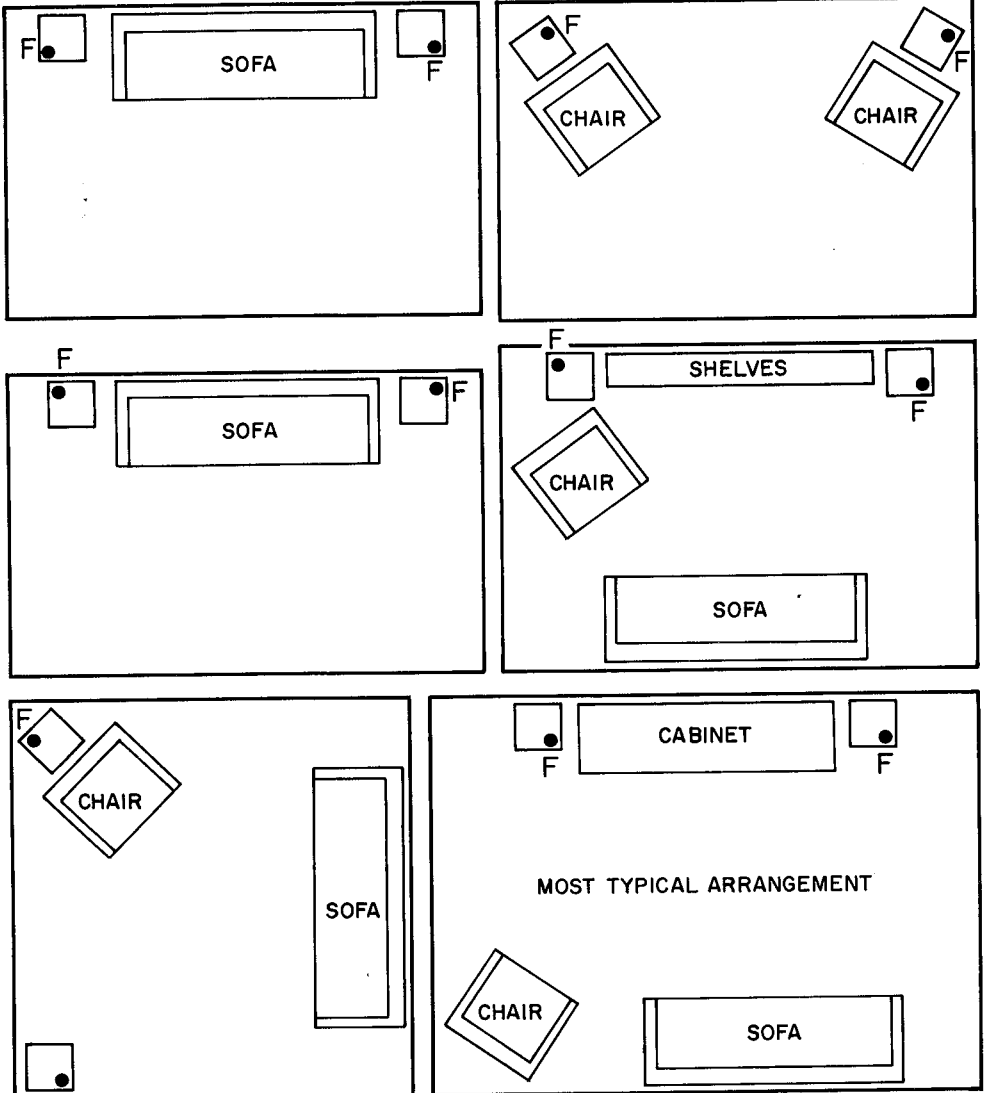 F
SOFA
F
F
CHAIR
CHAIR
F
F
SOFA
F
F
SHELVES
F
CHAIR
SOFA
F
CHAIR
SOFA
CABINET
F
F
MOST TYPICAL ARRANGEMENT
CHAIR
SOFA